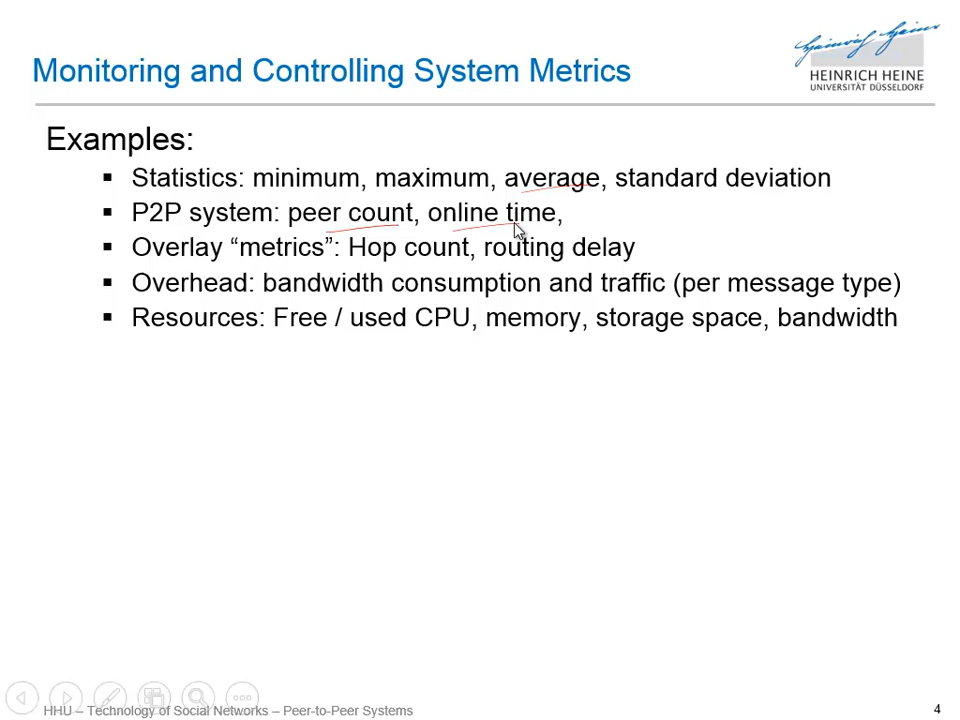 Monitoring and Controlling System Metrics
Heinrich Heine
HEINRICH HEINE
UNIVERSITÄT DÜSSELDORF
Examples:
▪ Statistics: minimum, maximum, average, standard deviation
▪ P2P system: peer count, online time,
▪ Overlay “metrics”: Hop count, routing delay
▪ Overhead: bandwidth consumption and traffic (per message type)
▪ Resources: Free / used CPU, memory, storage space, bandwidth
HHU – Technology of Social Networks – Peer-to-Peer Systems
4